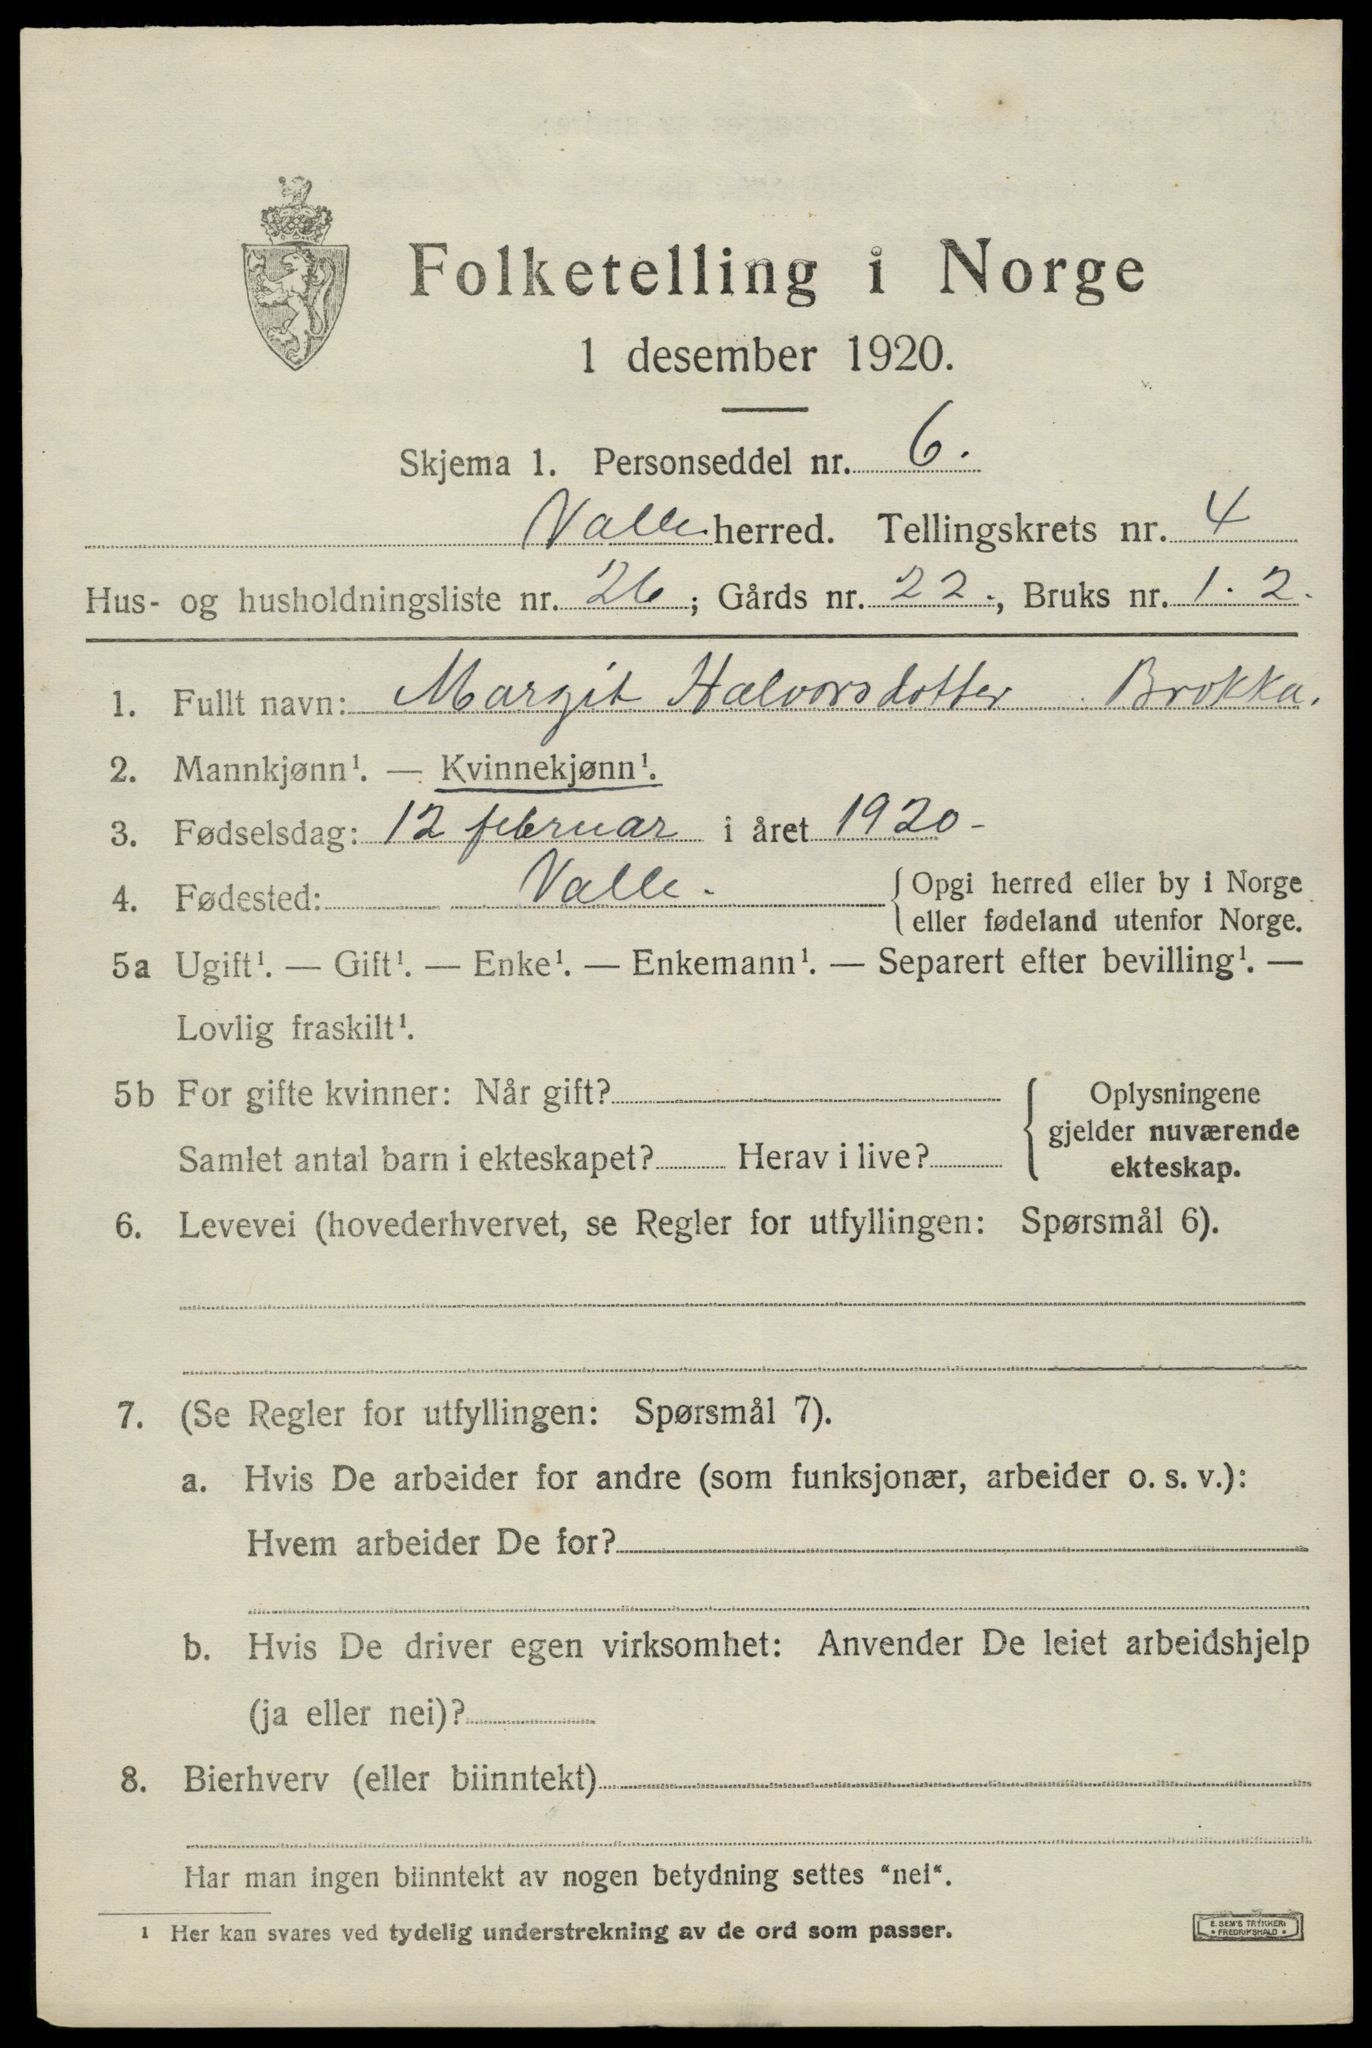 Folketelling i Norge
1 desember 1920.
Skjema 1. Personseddel nr. 6.
Valle herred. Tellingskrets nr. 4
Hus- og husholdningsliste nr. 26; Gårds nr. 22., Bruks nr. 1. 2.
1. Fullt navn: Margit Halvorsdotter Brokka.
2. Mannkjønn¹. — Kvinnekjønn¹.
3. Fødselsdag: 12 februar i året 1920-
4. Fødested: Valle. { Opgi herred eller by i Norge
eller fødeland utenfor Norge.
5a Ugift¹. — Gift¹. — Enke¹. — Enkemann¹. — Separert efter bevilling¹. —
Lovlig fraskilt¹.
5b For gifte kvinner: Når gift?
Samlet antal barn i ekteskapet? Herav i live?
{ Oplysningene
gjelder nuværende
ekteskap.
6. Levevei (hovederhvervet, se Regler for utfyllingen: Spørsmål 6).
7. (Se Regler for utfyllingen: Spørsmål 7).
a. Hvis De arbeider for andre (som funksjonær, arbeider o. s. v.):
Hvem arbeider De for?
b. Hvis De driver egen virksomhet: Anvender De leiet arbeidshjelp
(ja eller nei)?
8. Bierhverv (eller biinntekt)
Har man ingen biinntekt av nogen betydning settes "nei".
¹ Her kan svares ved tydelig understrekning av de ord som passer.
E. SEM'S TRYKKERI
• FREDRIKSHALD •